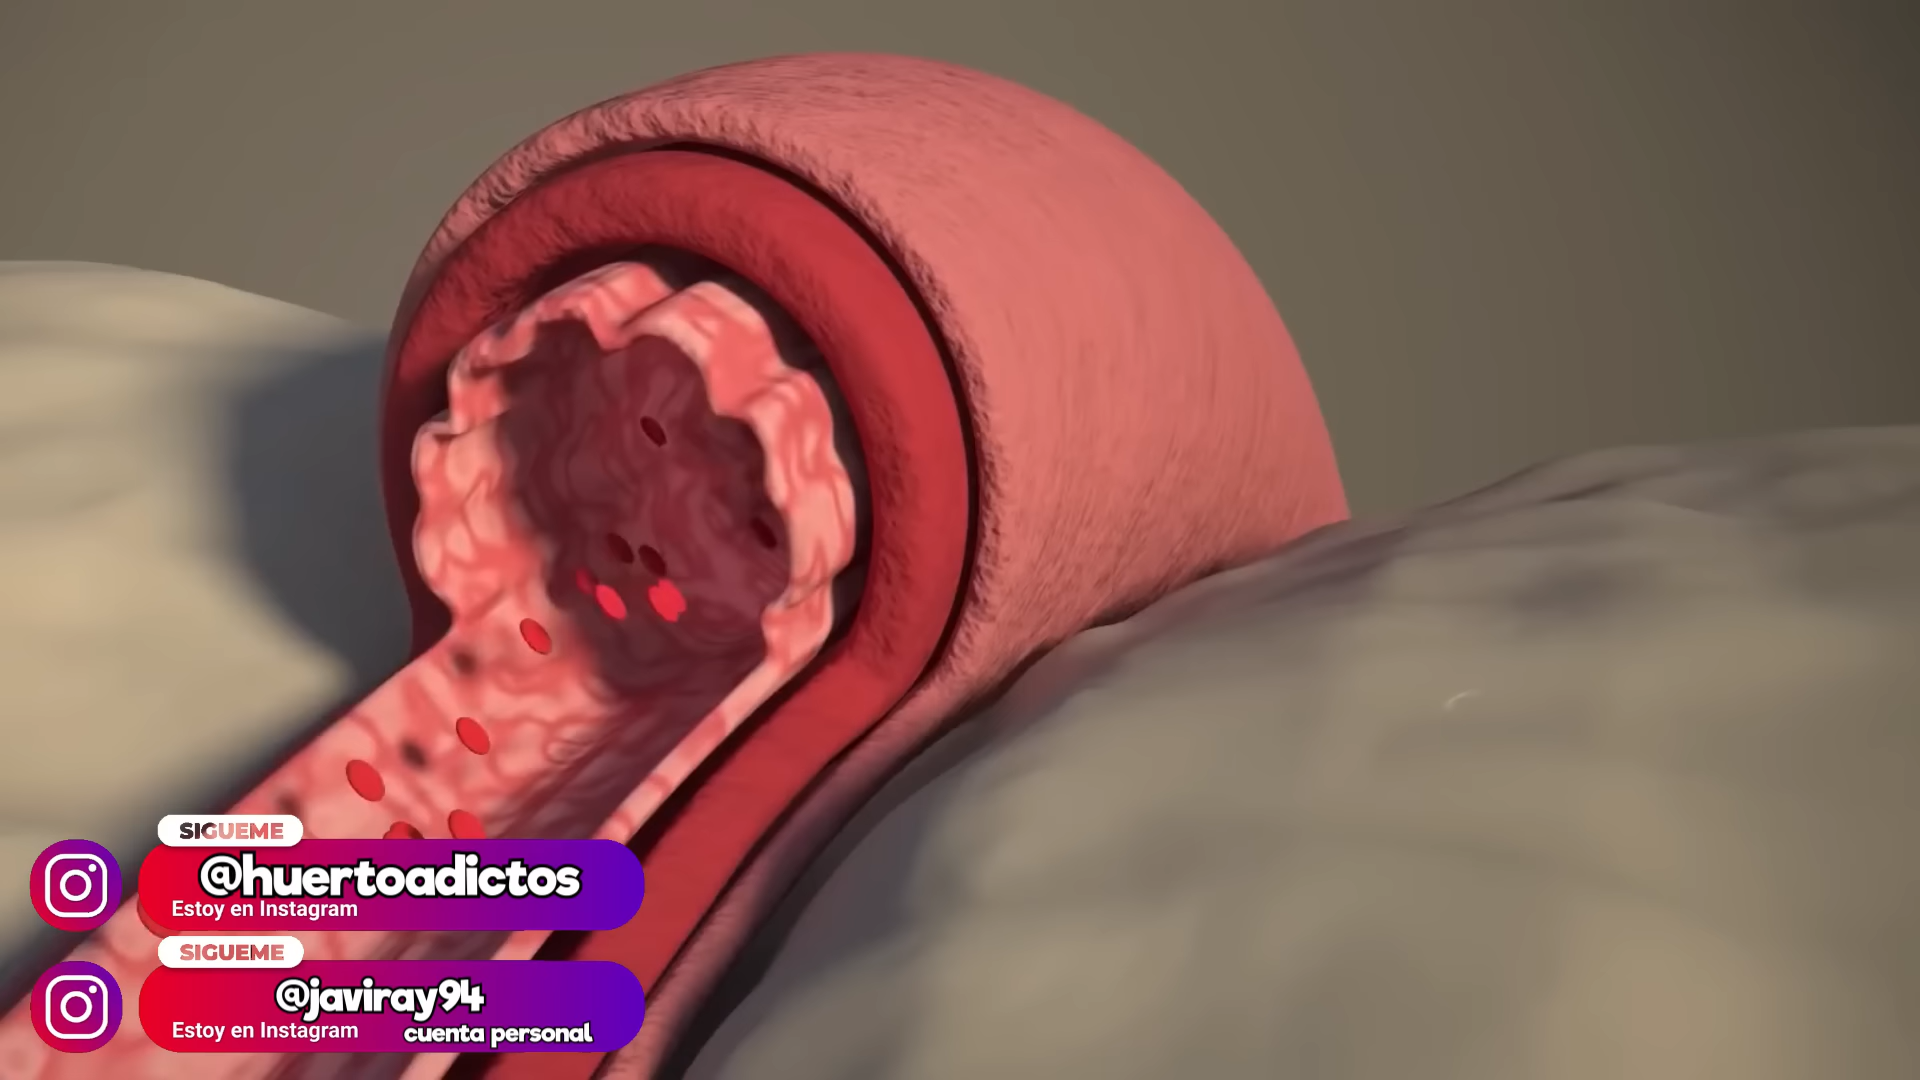 SIGUEME
@huertoadictos
Estoy en Instagram
SIGUEME
@javiray94
Estoy en Instagram
cuenta personal